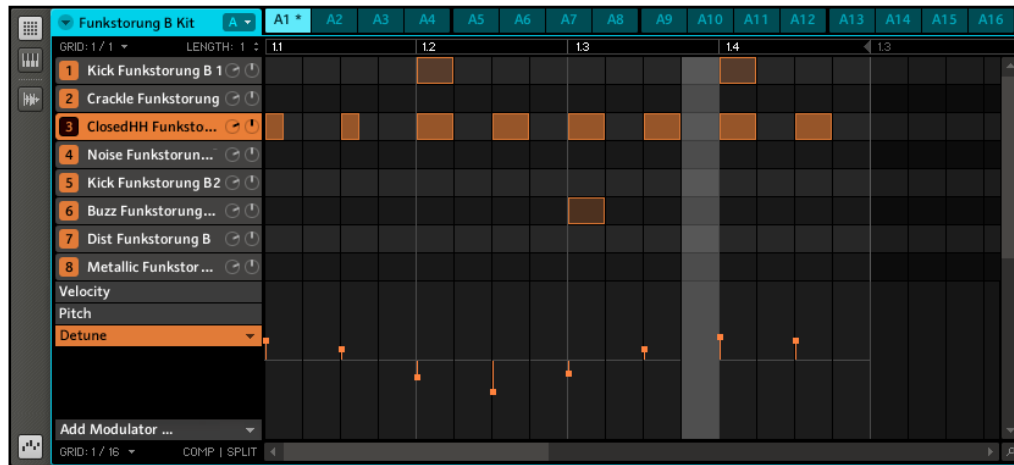 Funkstorung B Kit A A1 * A2 A3 A4 A5 A6 A7 A8 A9 A10 A11 A12 A13 A14 A15 A16
GRID: 1 / 1 LENGTH: 1 1.1 1.2 1.3 1.4 1.3
1 Kick Funkstorung B 1
2 Crackle Funkstorung
3 ClosedHH Funksto...
4 Noise Funkstorun...
5 Kick Funkstorung B2
6 Buzz Funkstorung...
7 Dist Funkstorung B
8 Metallic Funkstor...
Velocity
Pitch
Detune
Add Modulator ...
GRID: 1 / 16 COMP | SPLIT